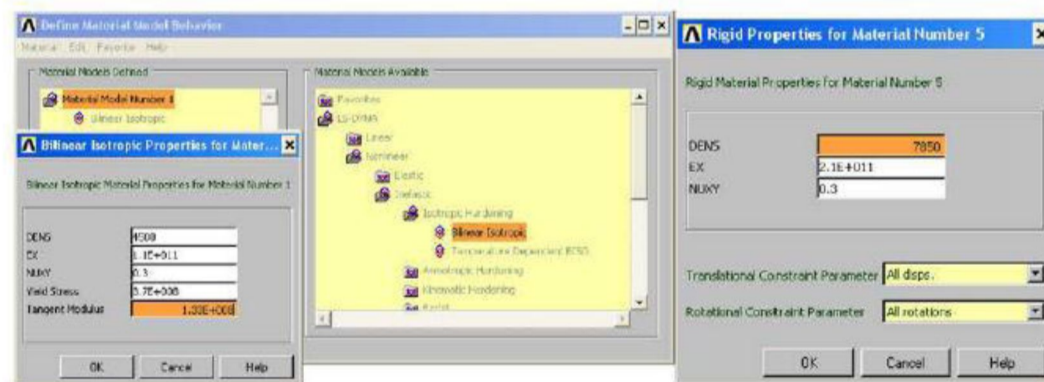 Define Material Model Behavior
Material Edit Favorite Help
Material Models Defined
Material Model Number 1
Bilinear Isotropic
Material Models Available
Favorites
LS-DYNA
Linear
Nonlinear
Elastic
Inelastic
Isotropic Hardening
Bilinear Isotropic
Temperature Dependent BISO
Anisotropic Hardening
Kinematic Hardening
Bilinear Isotropic Properties for Mater...
Bilinear Isotropic Material Properties for Material Number 1
DENS 4500
EX 1.1E+011
NUXY 0.3
Yield Stress 3.7E+008
Tangent Modulus
OK Cancel Help
Rigid Properties for Material Number 5
Rigid Material Properties for Material Number 5
DENS 7850
EX 2.1E+011
NUXY 0.3
Translational Constraint Parameter All disps.
Rotational Constraint Parameter All rotations
OK Cancel Help